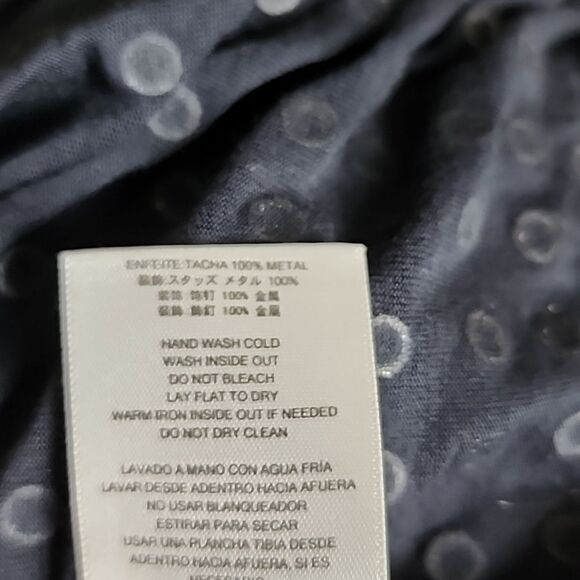 ENFEITE:TACHA 100% METAL
装飾:スタッズ メタル 100%
装饰: 饰钉 100% 金属
裝飾: 飾釘 100% 金屬
HAND WASH COLD
WASH INSIDE OUT
DO NOT BLEACH
LAY FLAT TO DRY
WARM IRON INSIDE OUT IF NEEDED
DO NOT DRY CLEAN
LAVADO A MANO CON AGUA FRÍA
LAVAR DESDE ADENTRO HACIA AFUERA
NO USAR BLANQUEADOR
ESTIRAR PARA SECAR
USAR UNA PLANCHA TIBIA DESDE
ADENTRO HACIA AFUERA, SI ES
NECESARIO